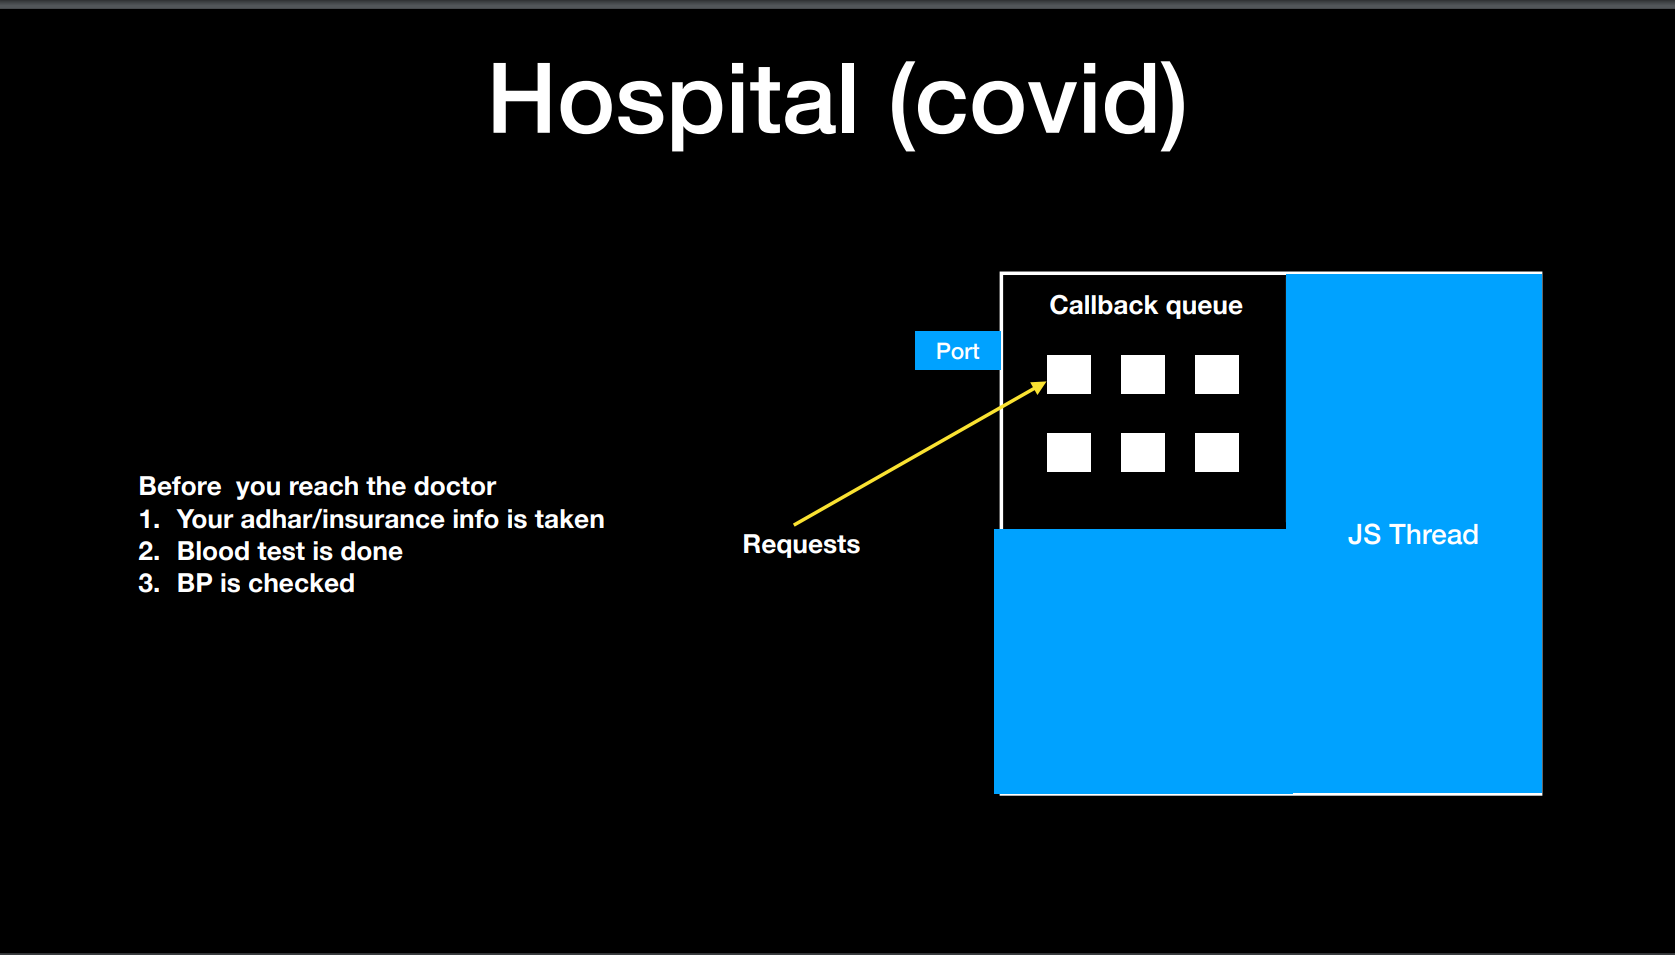 Hospital (covid)
Callback queue
Port
Before you reach the doctor
1. Your adhar/insurance info is taken
2. Blood test is done
3. BP is checked
Requests
JS Thread